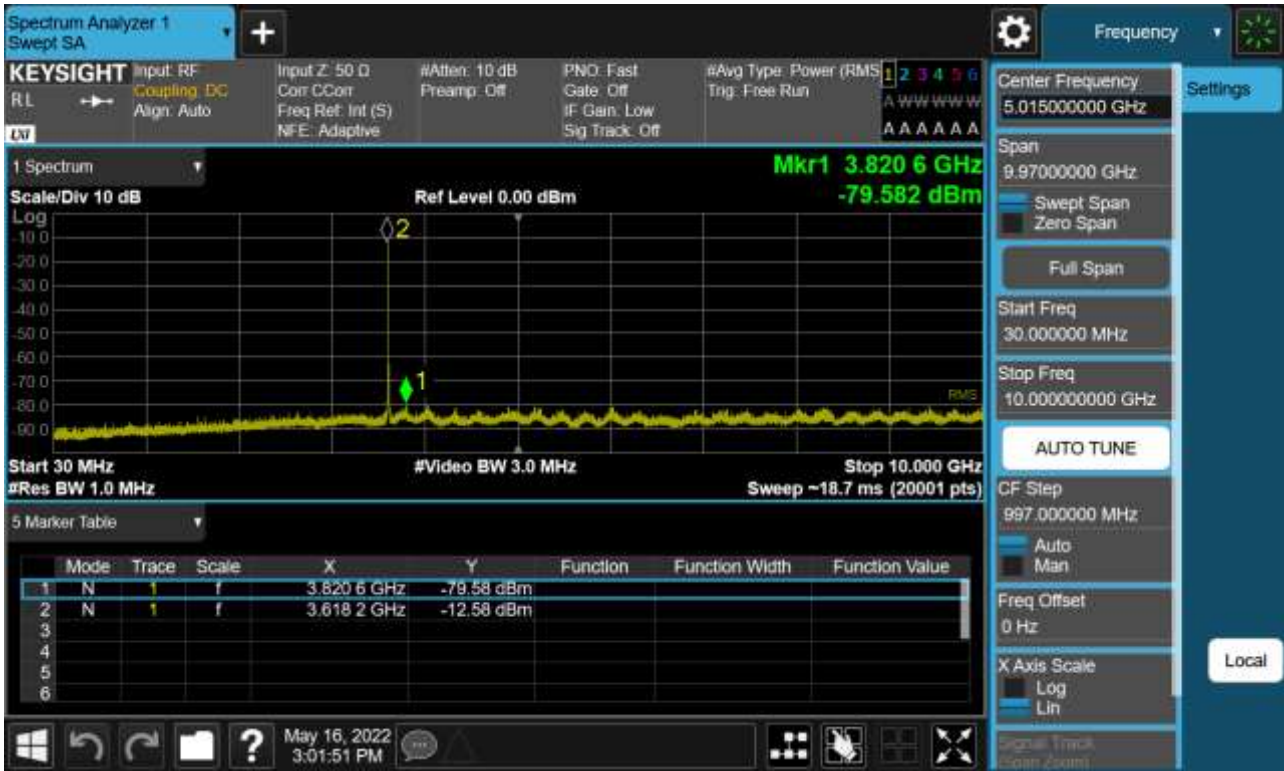 Spectrum Analyzer 1
Swept SA
+
Frequency
KEYSIGHT
RL
LXI
Input: RF
Coupling: DC
Align: Auto
Input Z: 50 Ω
Corr CCorr
Freq Ref: Int (S)
NFE: Adaptive
#Atten: 10 dB
Preamp: Off
PNO: Fast
Gate: Off
IF Gain: Low
Sig Track: Off
#Avg Type: Power (RMS
Trig: Free Run
1 2 3 4 5 6
A W W W W W
A A A A A A
1 Spectrum
Scale/Div 10 dB
Ref Level 0.00 dBm
Mkr1 3.820 6 GHz
-79.582 dBm
Log
-10.0
-20.0
-30.0
-40.0
-50.0
-60.0
-70.0
-80.0
-90.0
2
1
RMS
Start 30 MHz
#Video BW 3.0 MHz
Stop 10.000 GHz
#Res BW 1.0 MHz
Sweep ~18.7 ms (20001 pts)
5 Marker Table
Mode Trace Scale X Y Function Function Width Function Value
1 N 1 f 3.820 6 GHz -79.58 dBm
2 N 1 f 3.618 2 GHz -12.58 dBm
3
4
5
6
?
May 16, 2022
3:01:51 PM
Center Frequency
5.015000000 GHz
Settings
Span
9.97000000 GHz
Swept Span
Zero Span
Full Span
Start Freq
30.000000 MHz
Stop Freq
10.000000000 GHz
AUTO TUNE
CF Step
997.000000 MHz
Auto
Man
Freq Offset
0 Hz
X Axis Scale
Log
Lin
Local
Signal Track
(Span Zoom)